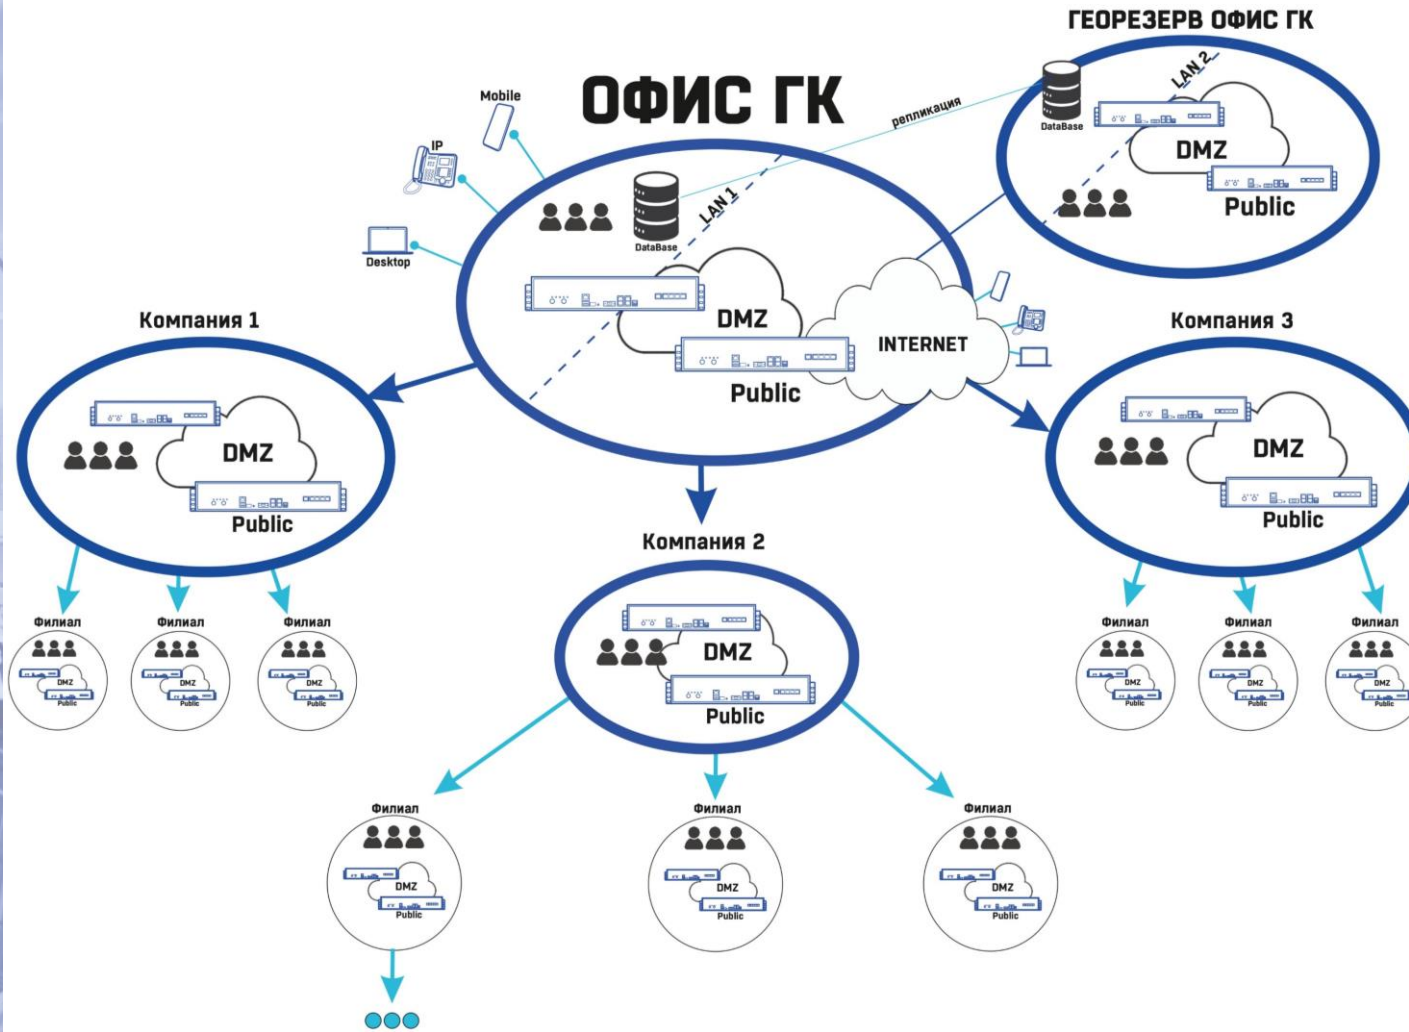 ГЕОРЕЗЕРВ ОФИС ГК
ОФИС ГК
Mobile
IP
Desktop
репликация
DataBase
LAN 2
DMZ
Public
DataBase
LAN 1
DMZ
Public
INTERNET
Компания 1
DMZ
Public
Компания 3
DMZ
Public
Компания 2
DMZ
Public
Филиал
DMZ
Public
Филиал
DMZ
Public
Филиал
DMZ
Public
Филиал
DMZ
Public
Филиал
DMZ
Public
Филиал
DMZ
Public
Филиал
DMZ
Public
Филиал
DMZ
Public
Филиал
DMZ
Public